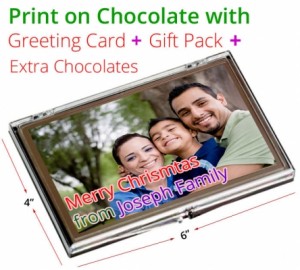 Print on Chocolate with
Greeting Card + Gift Pack +
Extra Chocolates
Merry Chrismtas
from Joseph Family
4"
6"